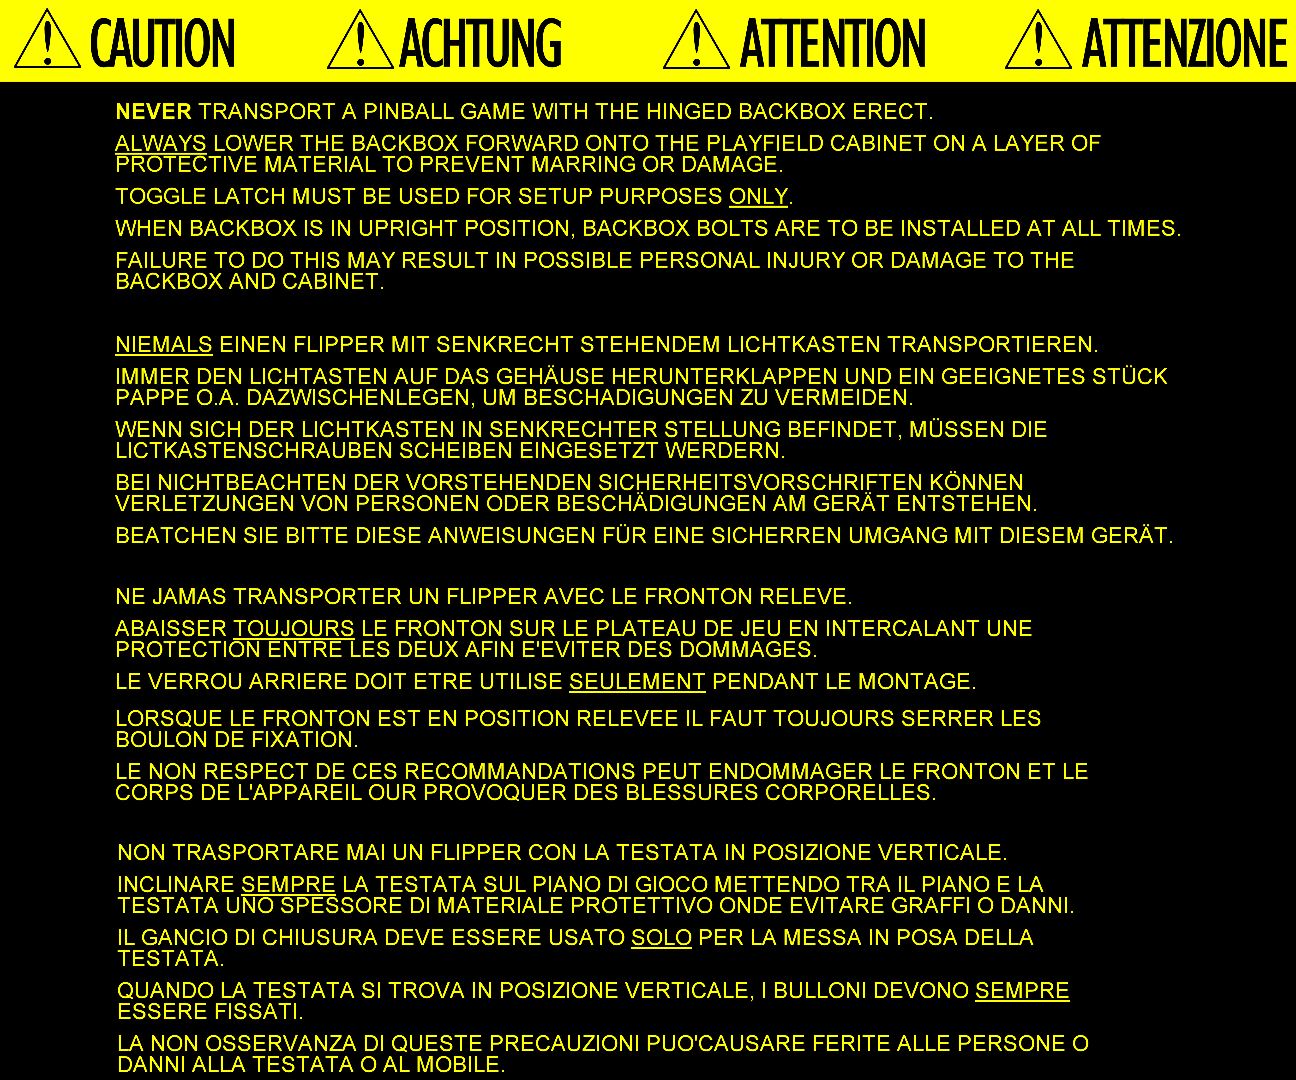 CAUTION ACHTUNG ATTENTION ATTENZIONE
NEVER TRANSPORT A PINBALL GAME WITH THE HINGED BACKBOX ERECT.
ALWAYS LOWER THE BACKBOX FORWARD ONTO THE PLAYFIELD CABINET ON A LAYER OF
PROTECTIVE MATERIAL TO PREVENT MARRING OR DAMAGE.
TOGGLE LATCH MUST BE USED FOR SETUP PURPOSES ONLY.
WHEN BACKBOX IS IN UPRIGHT POSITION, BACKBOX BOLTS ARE TO BE INSTALLED AT ALL TIMES.
FAILURE TO DO THIS MAY RESULT IN POSSIBLE PERSONAL INJURY OR DAMAGE TO THE
BACKBOX AND CABINET.
NIEMALS EINEN FLIPPER MIT SENKRECHT STEHENDEM LICHTKASTEN TRANSPORTIEREN.
IMMER DEN LICHTASTEN AUF DAS GEHÄUSE HERUNTERKLAPPEN UND EIN GEEIGNETES STÜCK
PAPPE O.A. DAZWISCHENLEGEN, UM BESCHADIGUNGEN ZU VERMEIDEN.
WENN SICH DER LICHTKASTEN IN SENKRECHTER STELLUNG BEFINDET, MÜSSEN DIE
LICTKASTENSCHRAUBEN SCHEIBEN EINGESETZT WERDERN.
BEI NICHTBEACHTEN DER VORSTEHENDEN SICHERHEITSVORSCHRIFTEN KÖNNEN
VERLETZUNGEN VON PERSONEN ODER BESCHÄDIGUNGEN AM GERÄT ENTSTEHEN.
BEATCHEN SIE BITTE DIESE ANWEISUNGEN FÜR EINE SICHERREN UMGANG MIT DIESEM GERÄT.
NE JAMAS TRANSPORTER UN FLIPPER AVEC LE FRONTON RELEVE.
ABAISSER TOUJOURS LE FRONTON SUR LE PLATEAU DE JEU EN INTERCALANT UNE
PROTECTION ENTRE LES DEUX AFIN E'EVITER DES DOMMAGES.
LE VERROU ARRIERE DOIT ETRE UTILISE SEULEMENT PENDANT LE MONTAGE.
LORSQUE LE FRONTON EST EN POSITION RELEVEE IL FAUT TOUJOURS SERRER LES
BOULON DE FIXATION.
LE NON RESPECT DE CES RECOMMANDATIONS PEUT ENDOMMAGER LE FRONTON ET LE
CORPS DE L'APPAREIL OUR PROVOQUER DES BLESSURES CORPORELLES.
NON TRASPORTARE MAI UN FLIPPER CON LA TESTATA IN POSIZIONE VERTICALE.
INCLINARE SEMPRE LA TESTATA SUL PIANO DI GIOCO METTENDO TRA IL PIANO E LA
TESTATA UNO SPESSORE DI MATERIALE PROTETTIVO ONDE EVITARE GRAFFI O DANNI.
IL GANCIO DI CHIUSURA DEVE ESSERE USATO SOLO PER LA MESSA IN POSA DELLA
TESTATA.
QUANDO LA TESTATA SI TROVA IN POSIZIONE VERTICALE, I BULLONI DEVONO SEMPRE
ESSERE FISSATI.
LA NON OSSERVANZA DI QUESTE PRECAUZIONI PUO'CAUSARE FERITE ALLE PERSONE O
DANNI ALLA TESTATA O AL MOBILE.